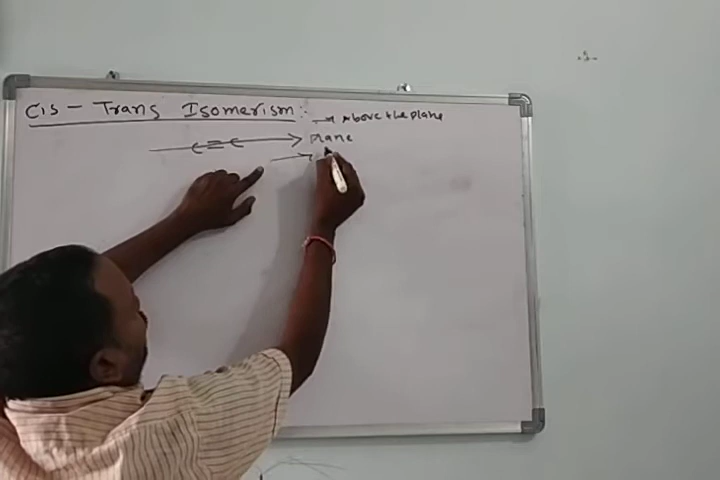 Cis - Trans Isomerism:-
→ Above the plane
C = C → Plane
→